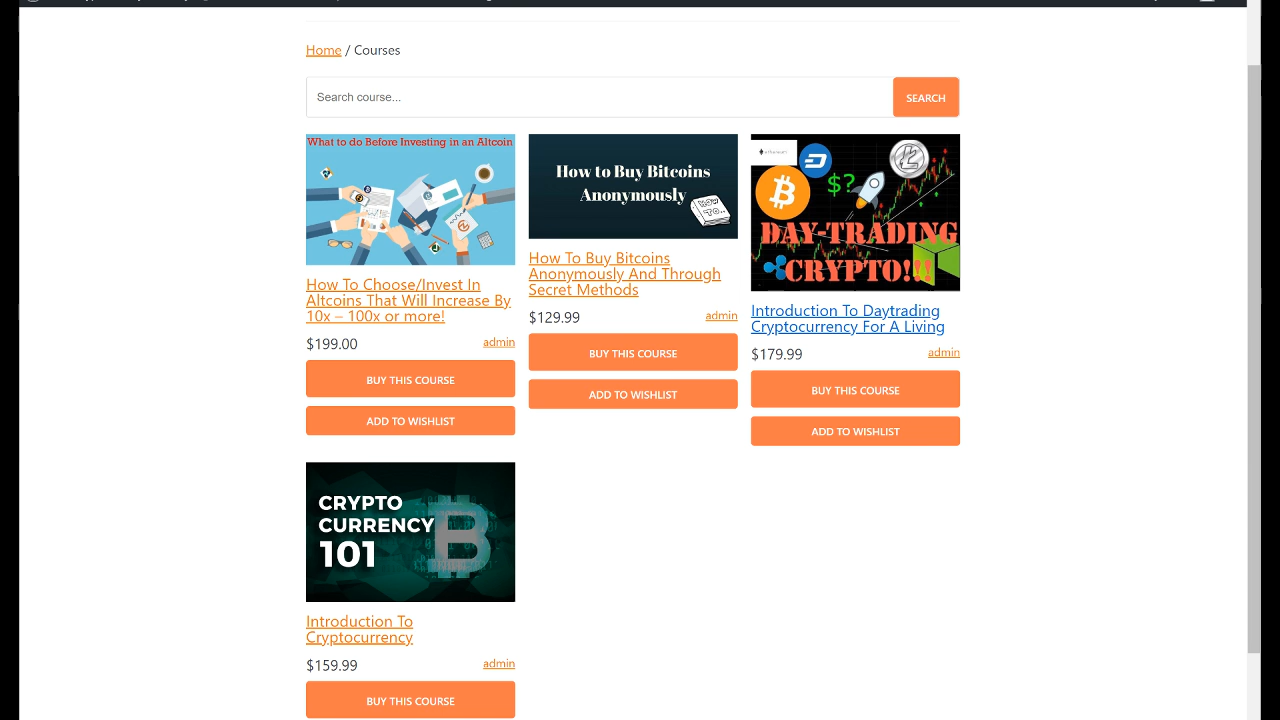 Home / Courses
Search course...
SEARCH
What to do Before Investing in an Altcoin
How To Choose/Invest In
Altcoins That Will Increase By
10x – 100x or more!
$199.00 admin
BUY THIS COURSE
ADD TO WISHLIST
How to Buy Bitcoins
Anonymously
HOW
TO..
How To Buy Bitcoins
Anonymously And Through
Secret Methods
$129.99 admin
BUY THIS COURSE
ADD TO WISHLIST
ethereum
$?
DAY-TRADING
CRYPTO!!!
Introduction To Daytrading
Cryptocurrency For A Living
$179.99 admin
BUY THIS COURSE
ADD TO WISHLIST
CRYPTO
CURRENCY
101
Introduction To
Cryptocurrency
$159.99 admin
BUY THIS COURSE